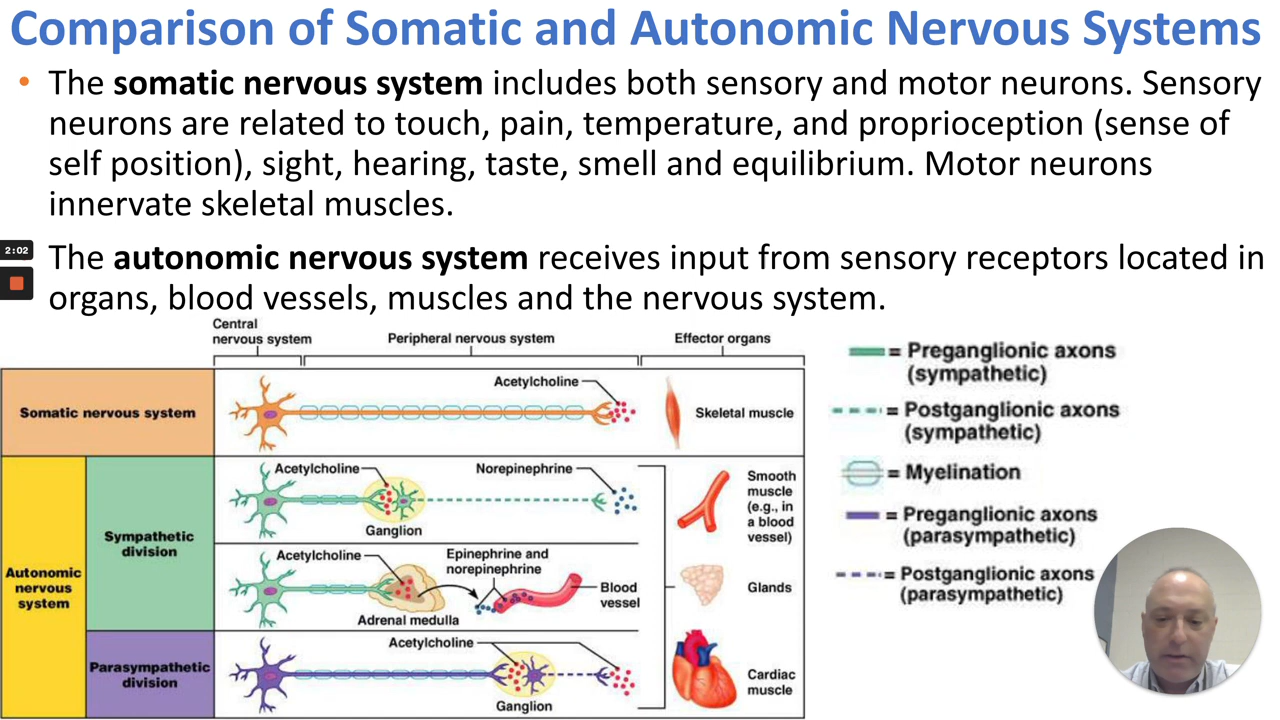 Comparison of Somatic and Autonomic Nervous Systems
• The somatic nervous system includes both sensory and motor neurons. Sensory
neurons are related to touch, pain, temperature, and proprioception (sense of
self position), sight, hearing, taste, smell and equilibrium. Motor neurons
innervate skeletal muscles.
2:02
The autonomic nervous system receives input from sensory receptors located in
organs, blood vessels, muscles and the nervous system.
Central
nervous system
Peripheral nervous system
Effector organs
Somatic nervous system
Acetylcholine
Skeletal muscle
Autonomic
nervous
system
Sympathetic
division
Acetylcholine
Norepinephrine
Ganglion
Smooth
muscle
(e.g., in
a blood
vessel)
Acetylcholine
Epinephrine and
norepinephrine
Blood
vessel
Adrenal medulla
Glands
Parasympathetic
division
Acetylcholine
Ganglion
Cardiac
muscle
= Preganglionic axons
(sympathetic)
= Postganglionic axons
(sympathetic)
= Myelination
= Preganglionic axons
(parasympathetic)
= Postganglionic axons
(parasympathetic)